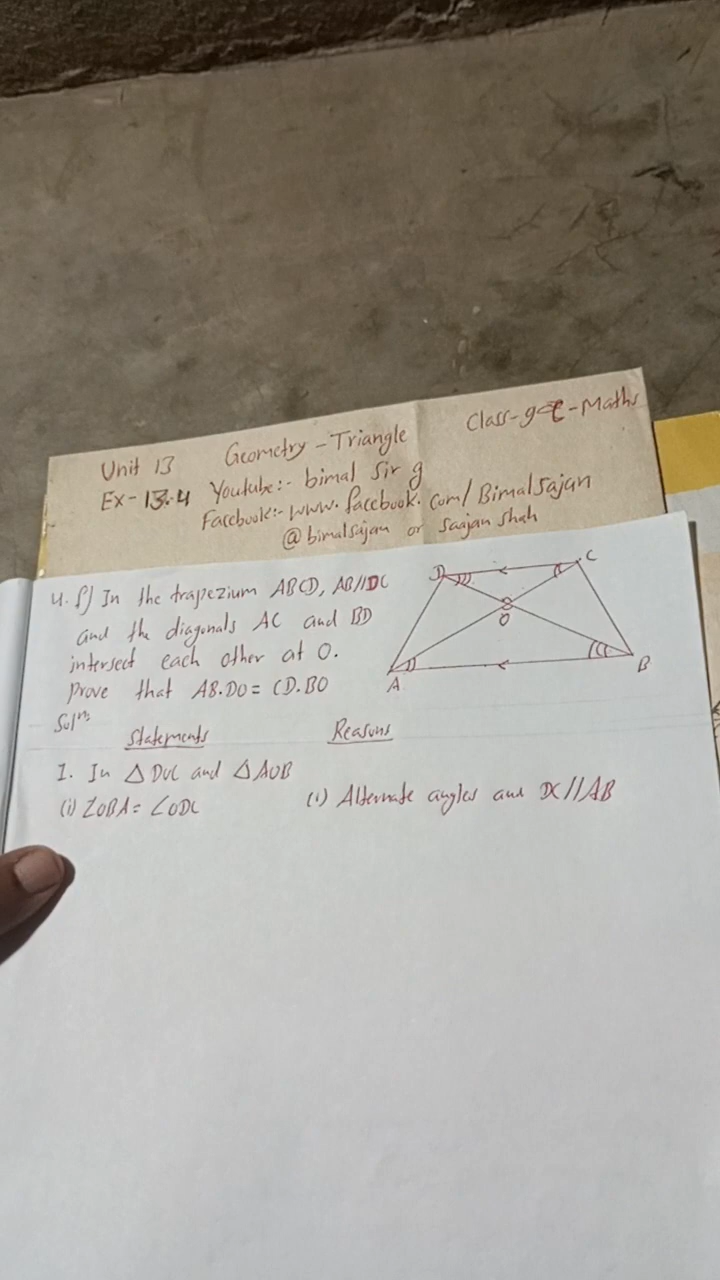 Unit 13 Geometry - Triangle Class- 9 - Maths
Ex- 13.4 Youtube:- bimal Sir g
Facebook:- www. facebook. Com/ Bimalsajan
@bimalsajan or saajan shah
4. f) In the trapezium ABCD, AB//DC
and the diagonals AC and BD
intersect each other at O.
Prove that AB.DO = CD.BO
D C
O
A B
Solⁿ:
Statements Reasons
1. In △DOC and △AOB
(i) ∠OBA = ∠ODC (i) Alternate angles and DC//AB